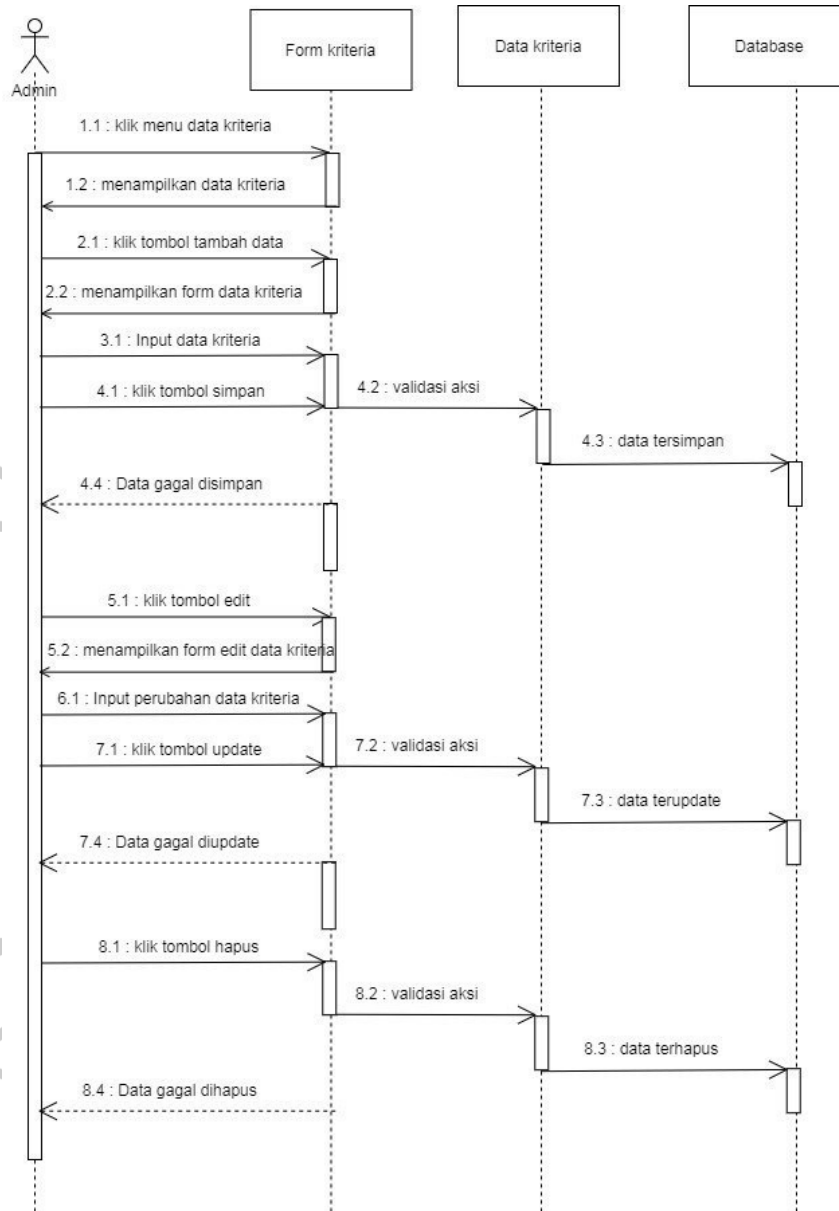 Admin
Form kriteria
Data kriteria
Database
1.1 : klik menu data kriteria
1.2 : menampilkan data kriteria
2.1 : klik tombol tambah data
2.2 : menampilkan form data kriteria
3.1 : Input data kriteria
4.1 : klik tombol simpan
4.2 : validasi aksi
4.3 : data tersimpan
4.4 : Data gagal disimpan
5.1 : klik tombol edit
5.2 : menampilkan form edit data kriteria
6.1 : Input perubahan data kriteria
7.1 : klik tombol update
7.2 : validasi aksi
7.3 : data terupdate
7.4 : Data gagal diupdate
8.1 : klik tombol hapus
8.2 : validasi aksi
8.3 : data terhapus
8.4 : Data gagal dihapus